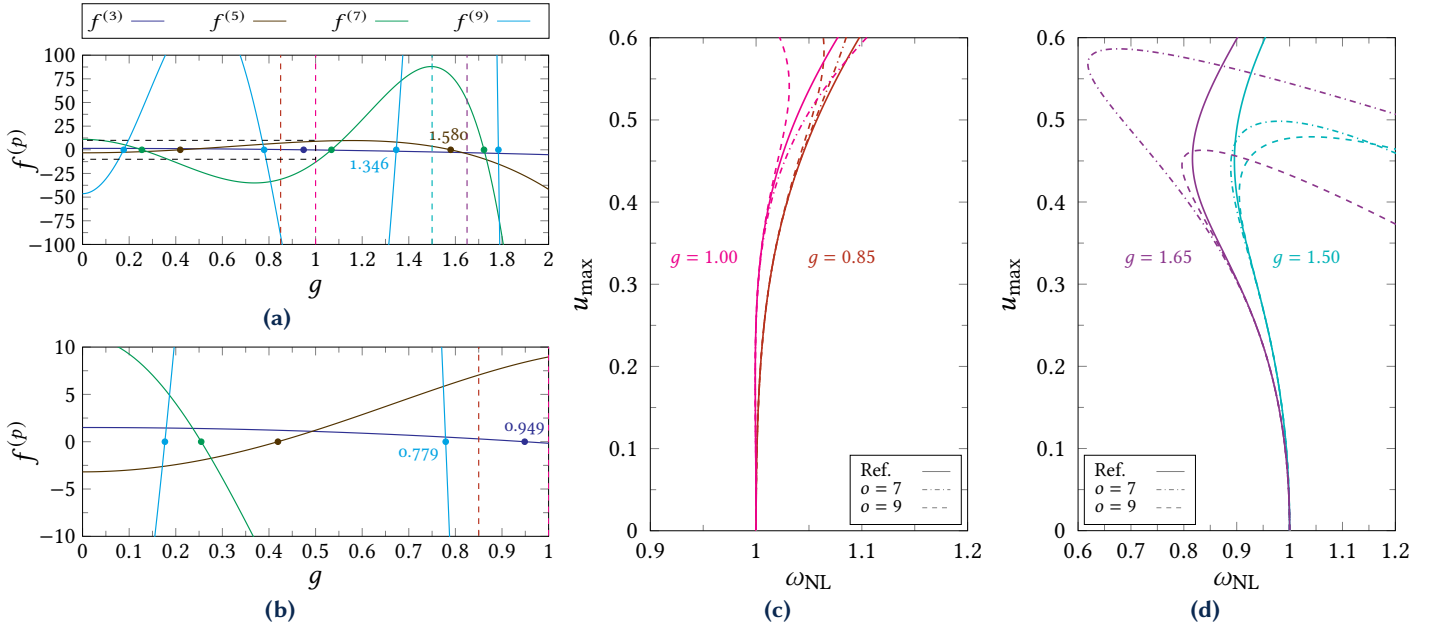 f^(3) f^(5) f^(7) f^(9)
100
75
50
25
0
−25
−50
−75
−100
f^(p)
1.580
1.346
0 0.2 0.4 0.6 0.8 1 1.2 1.4 1.6 1.8 2
g
(a)
10
5
0
−5
−10
f^(p)
0.949
0.779
0 0.1 0.2 0.3 0.4 0.5 0.6 0.7 0.8 0.9 1
g
(b)
0.6
0.5
0.4
0.3
0.2
0.1
0
u_max
g = 1.00
g = 0.85
Ref.
o = 7
o = 9
0.9 1 1.1 1.2
ω_NL
(c)
0.6
0.5
0.4
0.3
0.2
0.1
0
u_max
g = 1.65
g = 1.50
Ref.
o = 7
o = 9
0.6 0.7 0.8 0.9 1 1.1 1.2
ω_NL
(d)